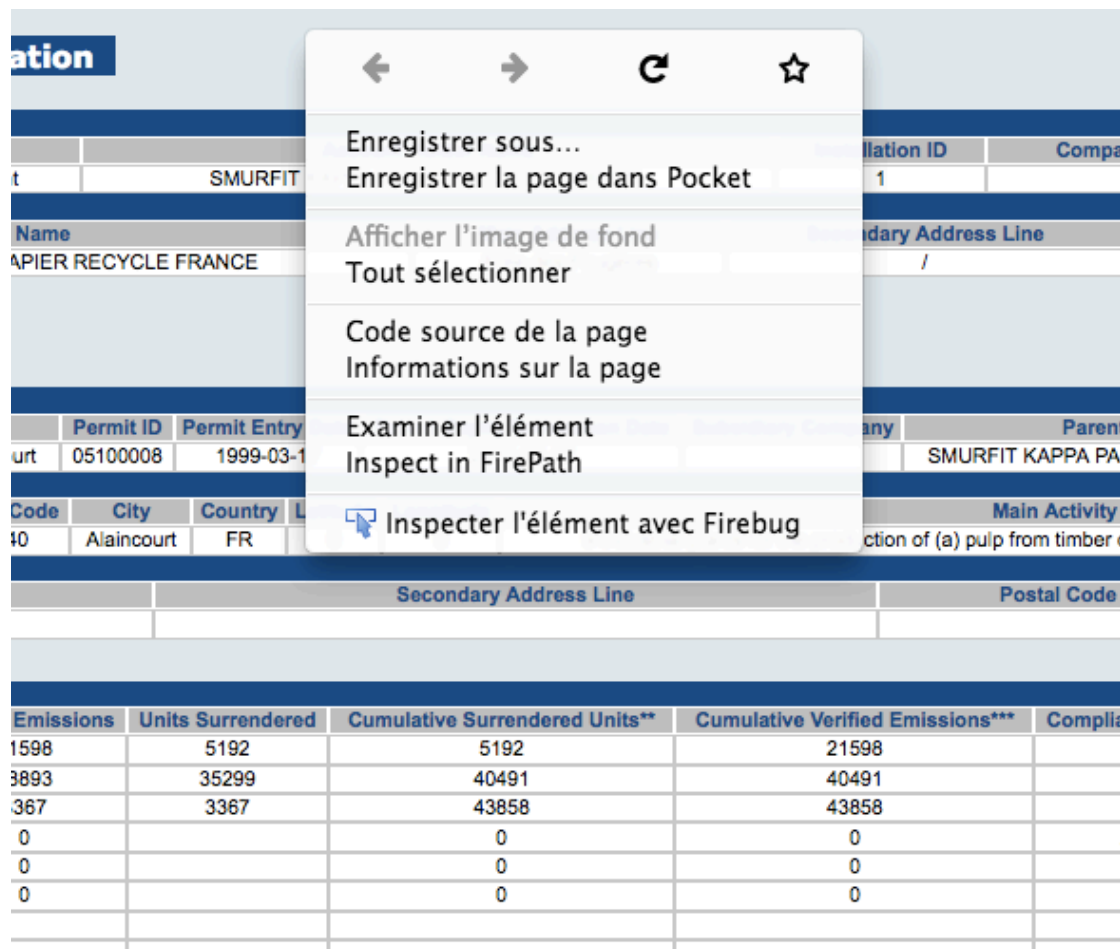 ation
Enregistrer sous...
Installation ID Compa
Enregistrer la page dans Pocket
SMURFIT 1
Name Afficher l'image de fond dary Address Line
APIER RECYCLE FRANCE Tout sélectionner /
Code source de la page
Informations sur la page
Permit ID Permit Entry Examiner l'élément any Parent
urt 05100008 1999-03-1 Inspect in FirePath SMURFIT KAPPA PA
Code City Country L Inspecter l'élément avec Firebug Main Activity
40 Alaincourt FR ction of (a) pulp from timber
Secondary Address Line Postal Code
Emissions Units Surrendered Cumulative Surrendered Units** Cumulative Verified Emissions*** Complia
1598 5192 5192 21598
8893 35299 40491 40491
367 3367 43858 43858
0 0 0
0 0 0
0 0 0